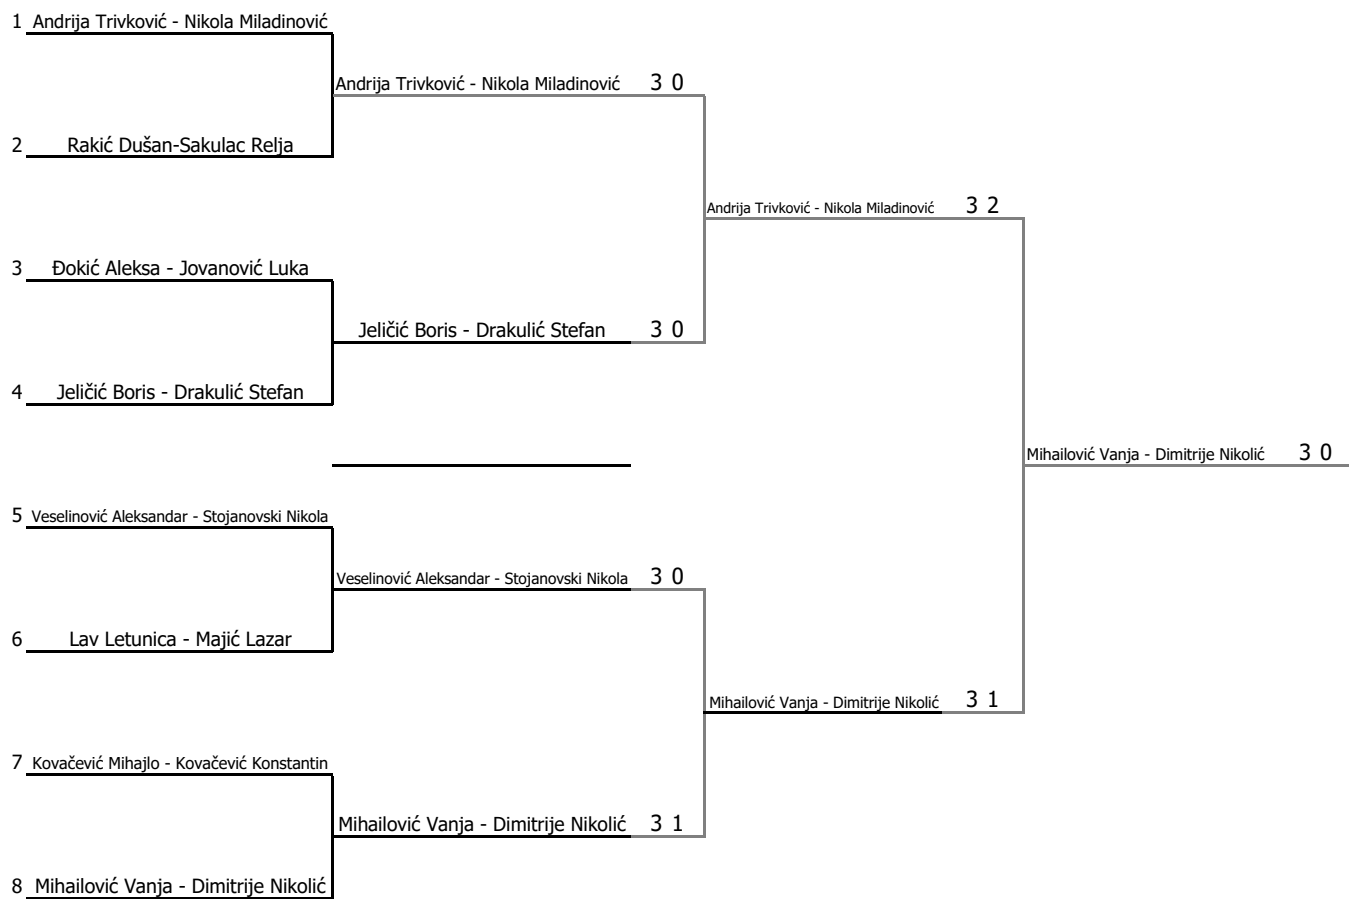 1 Andrija Trivković - Nikola Miladinović
Andrija Trivković - Nikola Miladinović 3 0
2 Rakić Dušan-Sakulac Relja
Andrija Trivković - Nikola Miladinović 3 2
3 Đokić Aleksa - Jovanović Luka
Jeličić Boris - Drakulić Stefan 3 0
4 Jeličić Boris - Drakulić Stefan
Mihailović Vanja - Dimitrije Nikolić 3 0
5 Veselinović Aleksandar - Stojanovski Nikola
Veselinović Aleksandar - Stojanovski Nikola 3 0
6 Lav Letunica - Majić Lazar
Mihailović Vanja - Dimitrije Nikolić 3 1
7 Kovačević Mihajlo - Kovačević Konstantin
Mihailović Vanja - Dimitrije Nikolić 3 1
8 Mihailović Vanja - Dimitrije Nikolić